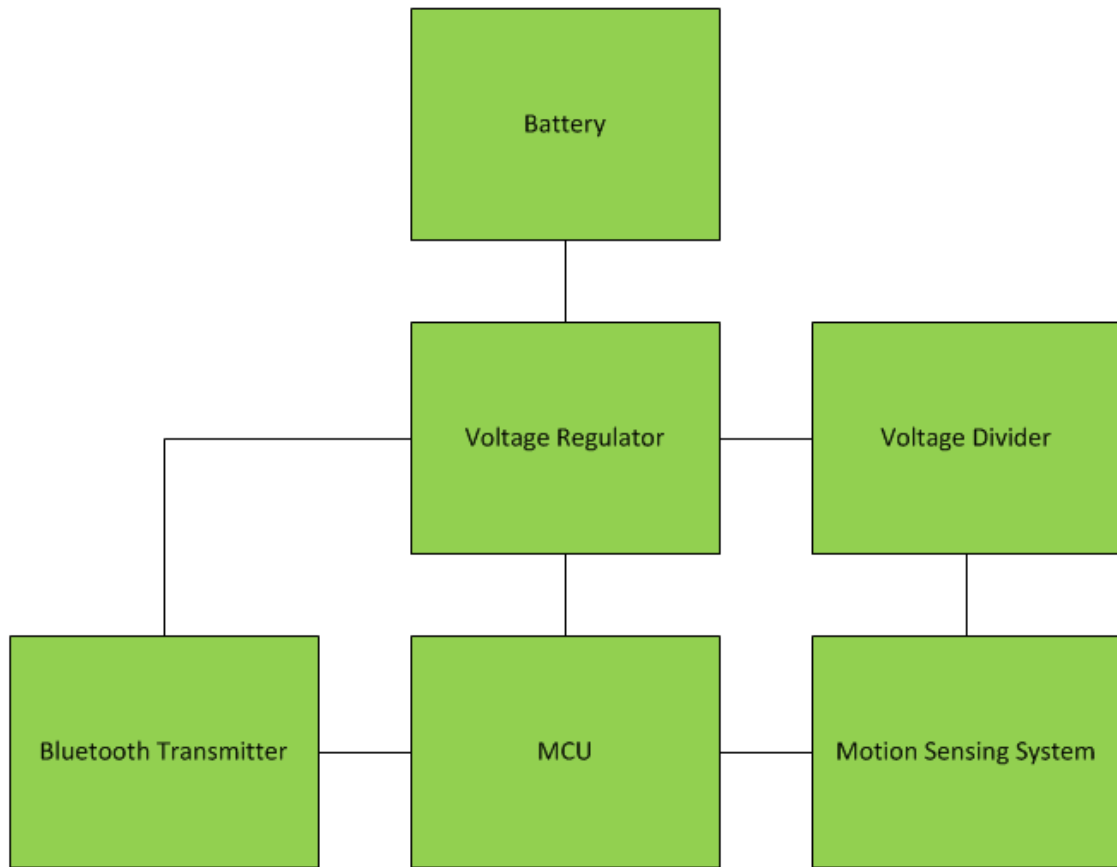 Battery
Voltage Regulator
Voltage Divider
Bluetooth Transmitter
MCU
Motion Sensing System